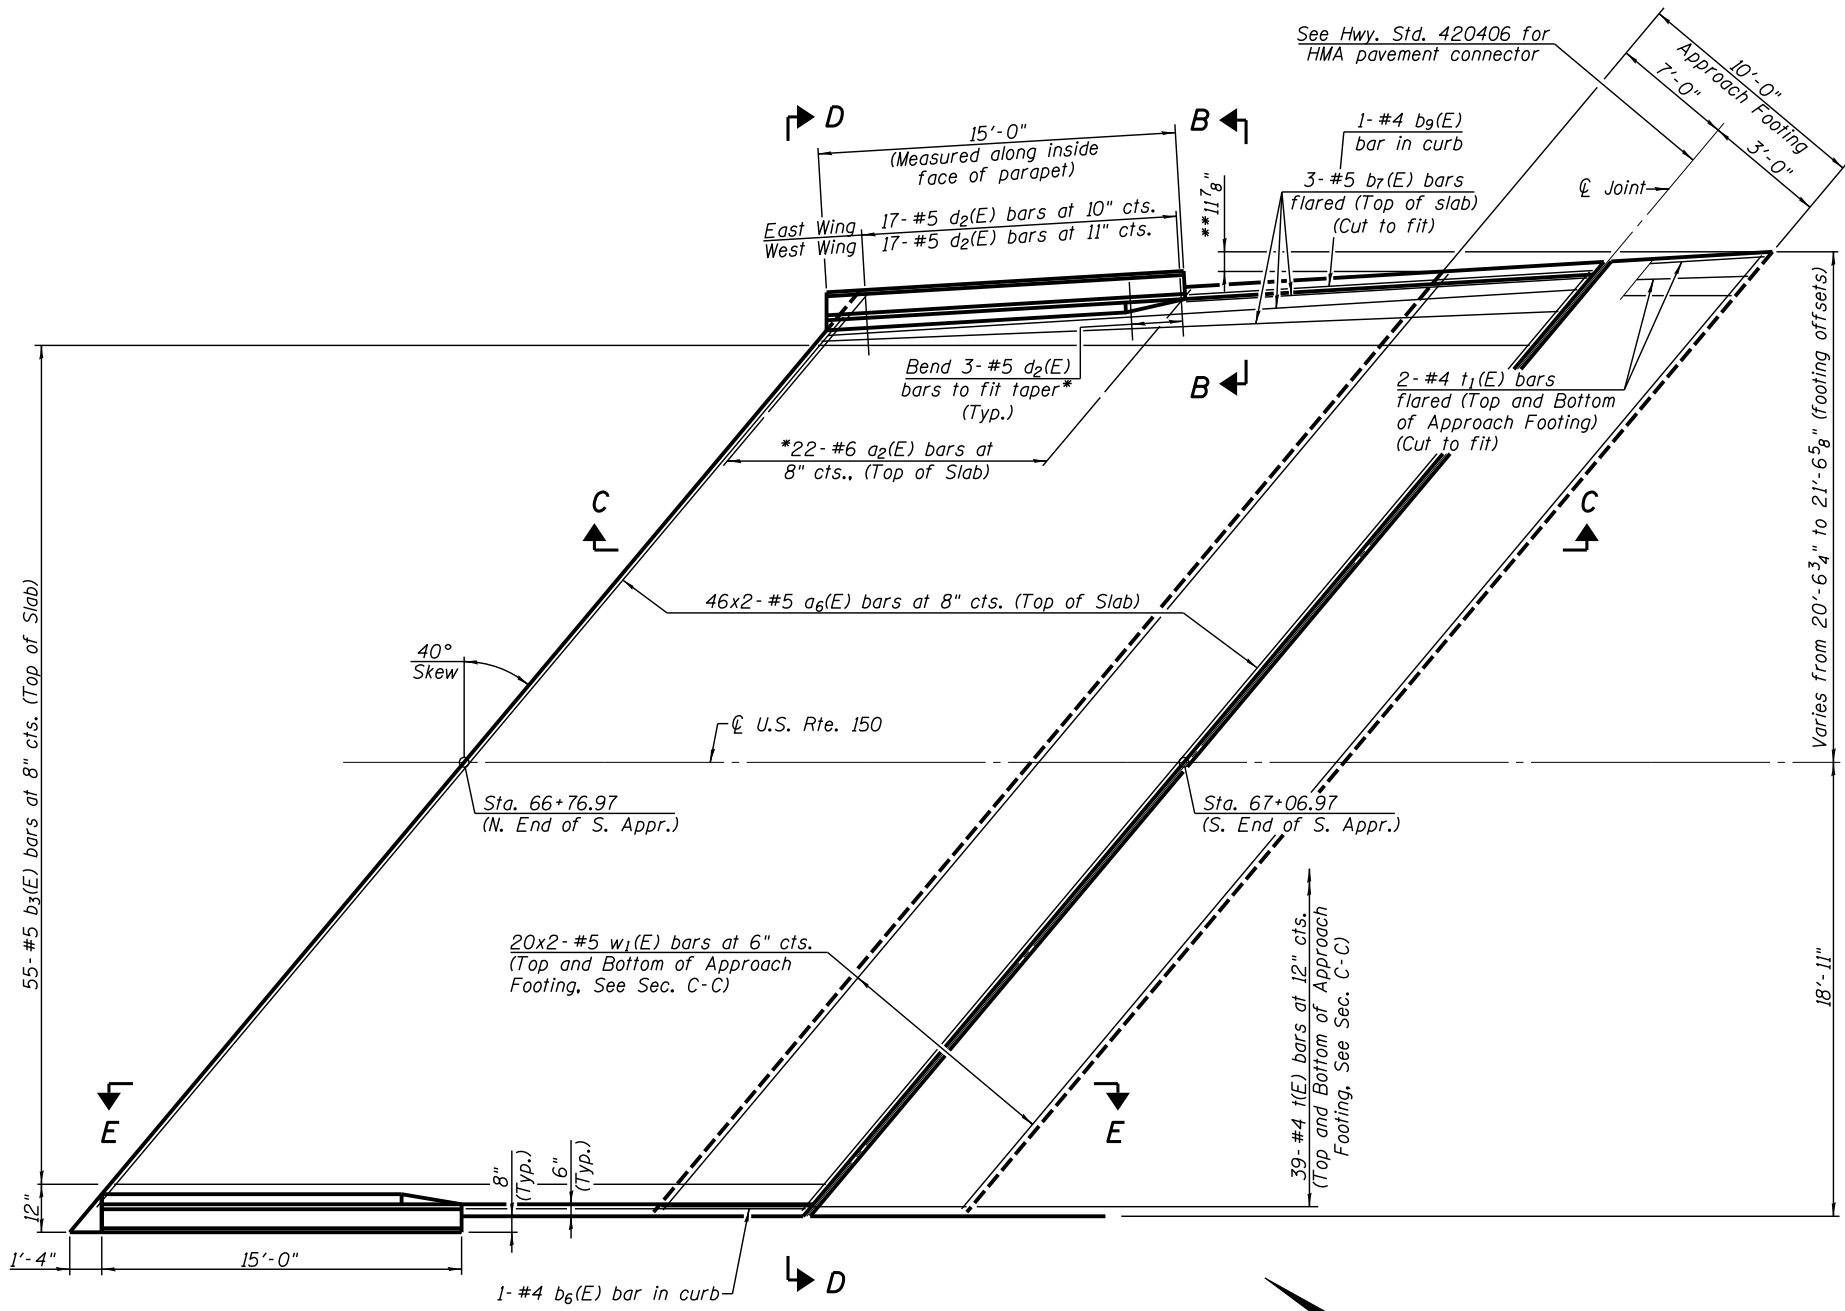 See Hwy. Std. 420406 for
HMA pavement connector
10'-0"
Approach Footing
7'-0"
3'-0"
D
B
15'-0"
(Measured along inside
face of parapet)
1- #4 b9(E)
bar in curb
**11 7/8"
3- #5 b7(E) bars
flared (Top of slab)
(Cut to fit)
℄ Joint
East Wing 17- #5 d2(E) bars at 10" cts.
West Wing 17- #5 d2(E) bars at 11" cts.
Bend 3- #5 d2(E)
bars to fit taper*
(Typ.)
B
2- #4 t1(E) bars
flared (Top and Bottom
of Approach Footing)
(Cut to fit)
*22- #6 a2(E) bars at
8" cts., (Top of Slab)
C
C
Varies from 20'-6 3/4" to 21'-6 5/8" (footing offsets)
55- #5 b3(E) bars at 8" cts. (Top of Slab)
46x2- #5 a6(E) bars at 8" cts. (Top of Slab)
40°
Skew
℄ U.S. Rte. 150
Sta. 66+76.97
(N. End of S. Appr.)
Sta. 67+06.97
(S. End of S. Appr.)
20x2- #5 w1(E) bars at 6" cts.
(Top and Bottom of Approach
Footing, See Sec. C-C)
39- #4 t(E) bars at 12" cts.
(Top and Bottom of Approach
Footing, See Sec. C-C)
18'-11"
E
E
8"
(Typ.)
6"
(Typ.)
12"
1'-4"
15'-0"
1- #4 b6(E) bar in curb
D